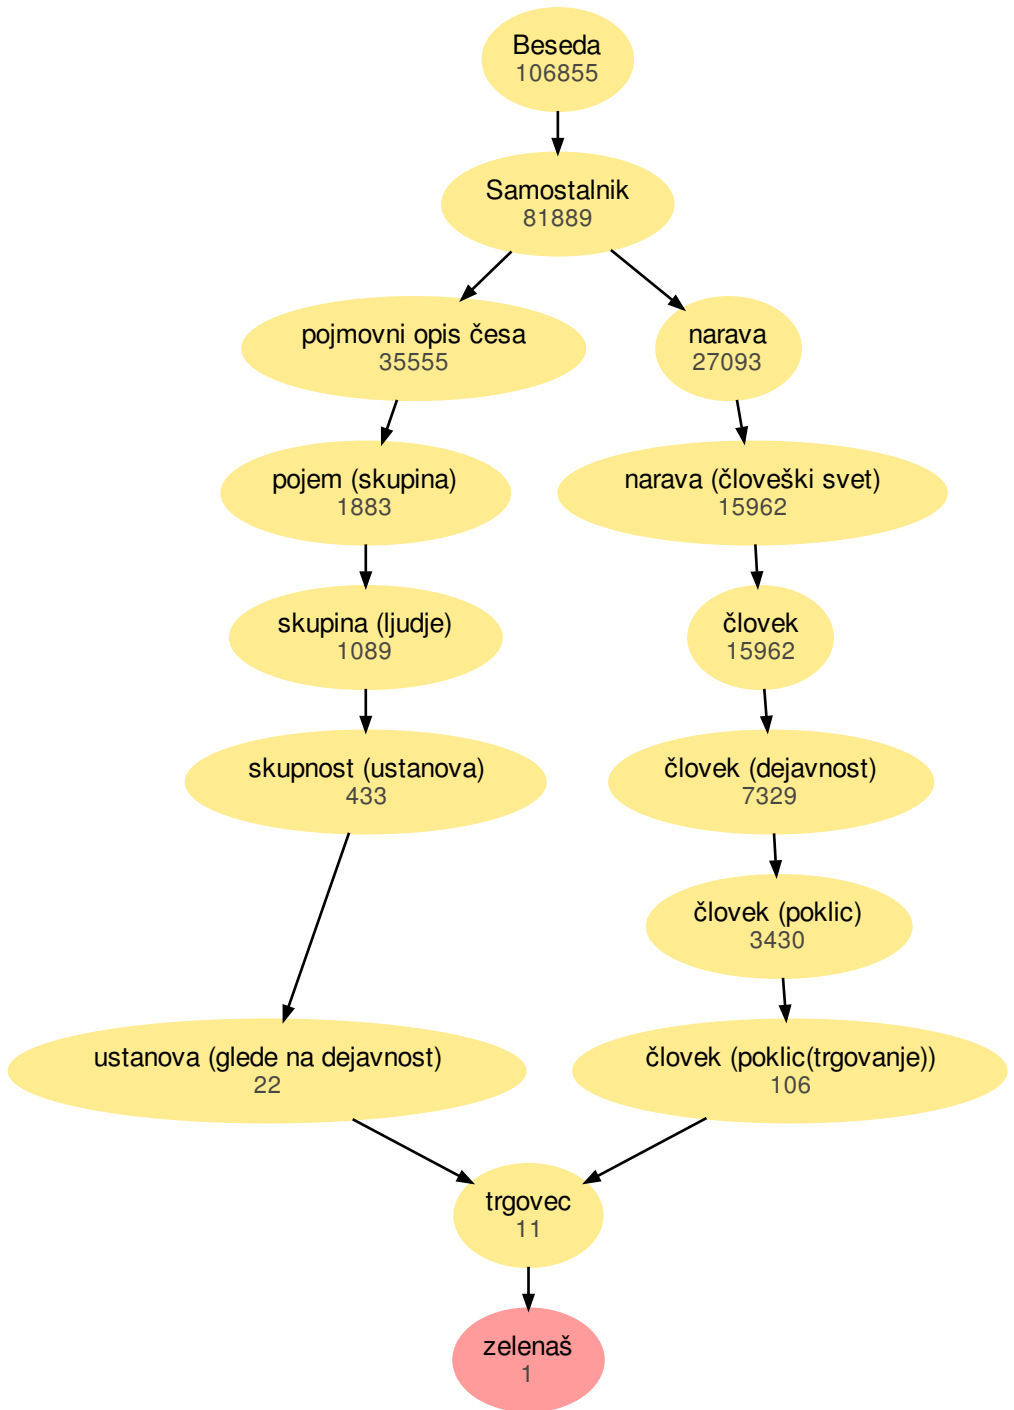 Beseda
106855
Samostalnik
81889
pojmovni opis česa
35555
narava
27093
pojem (skupina)
1883
narava (človeški svet)
15962
skupina (ljudje)
1089
človek
15962
skupnost (ustanova)
433
človek (dejavnost)
7329
človek (poklic)
3430
ustanova (glede na dejavnost)
22
človek (poklic(trgovanje))
106
trgovec
11
zelenaš
1